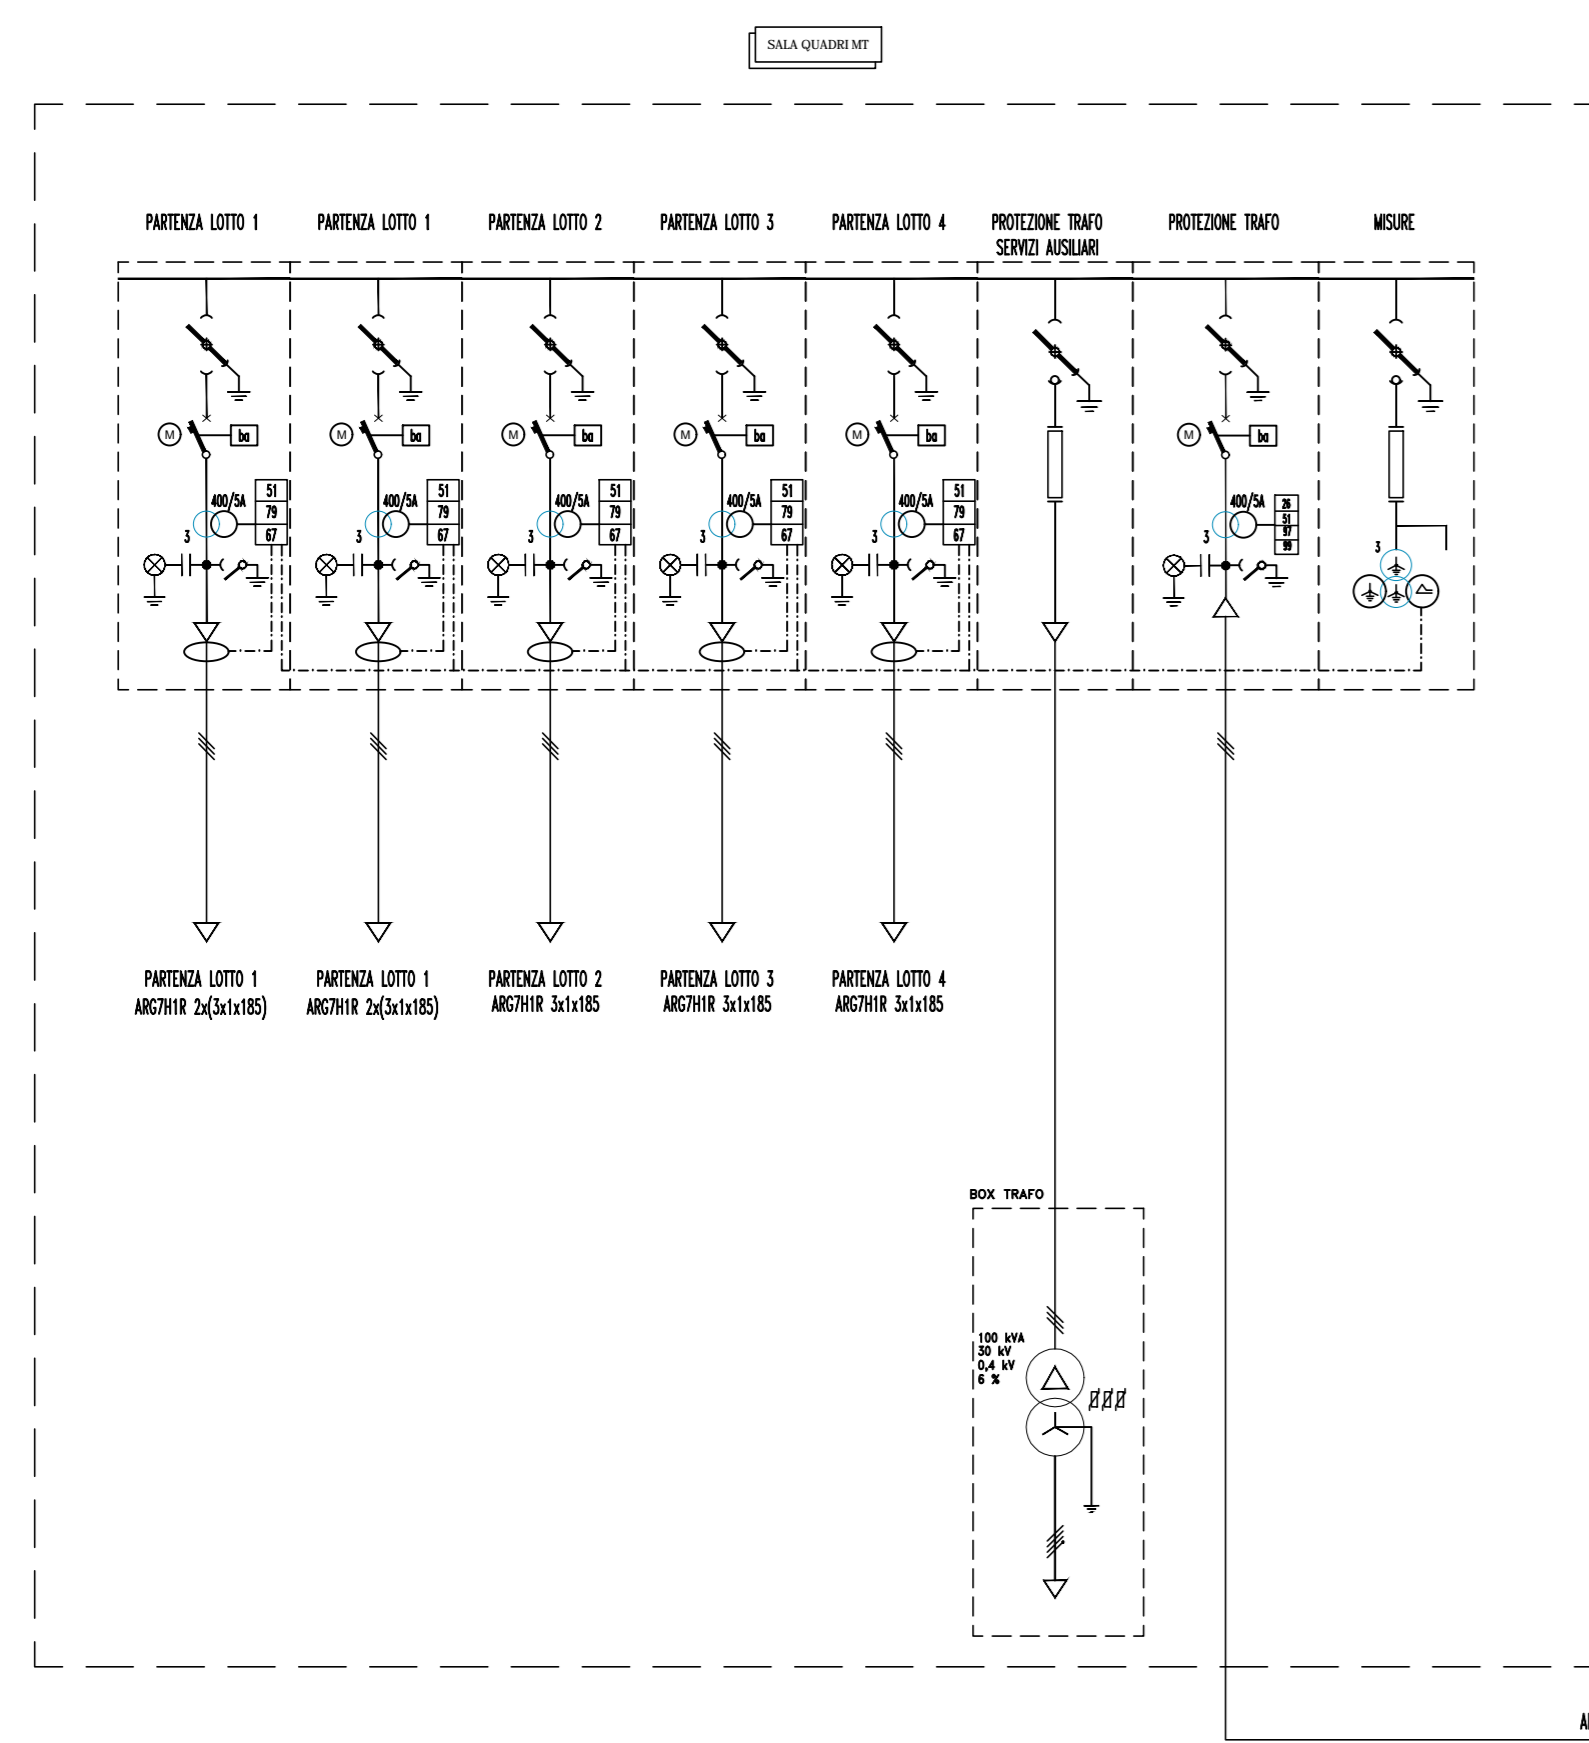 SALA QUADRI MT
PARTENZA LOTTO 1
PARTENZA LOTTO 1
PARTENZA LOTTO 2
PARTENZA LOTTO 3
PARTENZA LOTTO 4
PROTEZIONE TRAFO
SERVIZI AUSILIARI
PROTEZIONE TRAFO
MISURE
M
ba
400/5A
51
79
67
3
M
ba
400/5A
51
79
67
3
M
ba
400/5A
51
79
67
3
M
ba
400/5A
51
79
67
3
M
ba
400/5A
51
79
67
3
M
ba
400/5A
26
51
97
99
3
3
PARTENZA LOTTO 1
ARG7H1R 2x(3x1x185)
PARTENZA LOTTO 1
ARG7H1R 2x(3x1x185)
PARTENZA LOTTO 2
ARG7H1R 3x1x185
PARTENZA LOTTO 3
ARG7H1R 3x1x185
PARTENZA LOTTO 4
ARG7H1R 3x1x185
BOX TRAFO
100 kVA
30 kV
0,4 kV
6 %